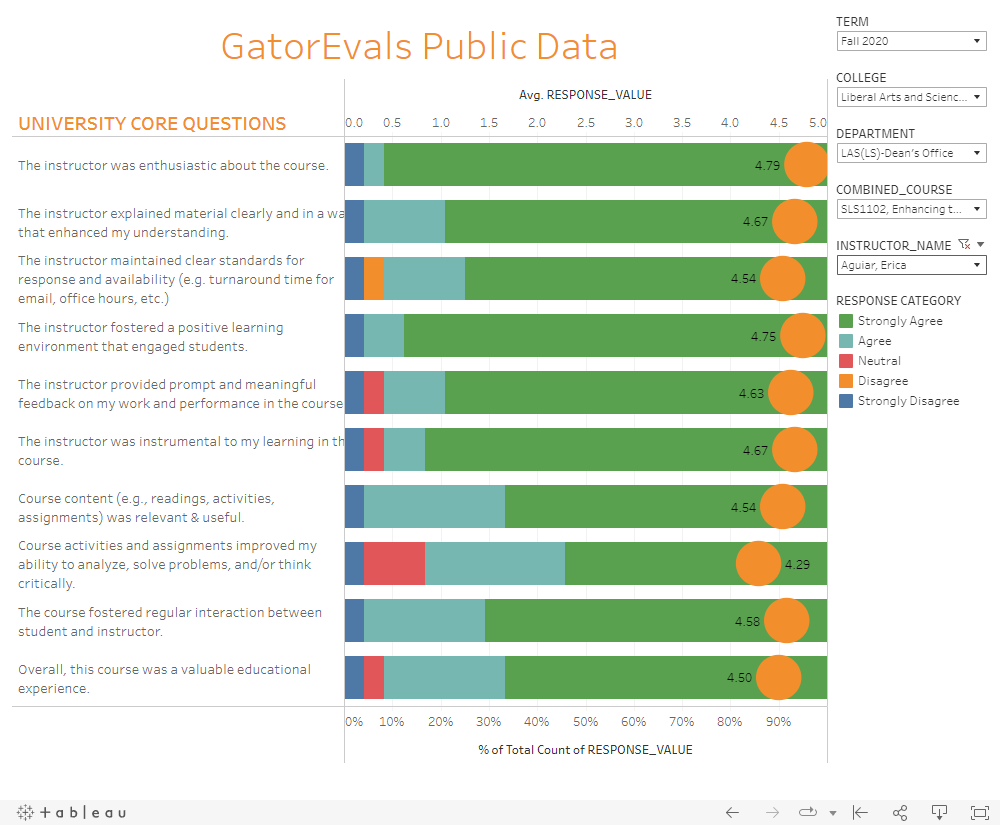 GatorEvals Public Data
TERM
Fall 2020
COLLEGE
Liberal Arts and Scienc...
DEPARTMENT
LAS(LS)-Dean's Office
COMBINED_COURSE
SLS1102, Enhancing t...
INSTRUCTOR_NAME
Aguiar, Erica
RESPONSE CATEGORY
Strongly Agree
Agree
Neutral
Disagree
Strongly Disagree
Avg. RESPONSE_VALUE
UNIVERSITY CORE QUESTIONS
0.0 0.5 1.0 1.5 2.0 2.5 3.0 3.5 4.0 4.5 5.0
The instructor was enthusiastic about the course.
4.79
The instructor explained material clearly and in a wa
that enhanced my understanding.
4.67
The instructor maintained clear standards for
response and availability (e.g. turnaround time for
email, office hours, etc.)
4.54
The instructor fostered a positive learning
environment that engaged students.
4.75
The instructor provided prompt and meaningful
feedback on my work and performance in the course
4.63
The instructor was instrumental to my learning in th
course.
4.67
Course content (e.g., readings, activities,
assignments) was relevant & useful.
4.54
Course activities and assignments improved my
ability to analyze, solve problems, and/or think
critically.
4.29
The course fostered regular interaction between
student and instructor.
4.58
Overall, this course was a valuable educational
experience.
4.50
0% 10% 20% 30% 40% 50% 60% 70% 80% 90%
% of Total Count of RESPONSE_VALUE
+ableau